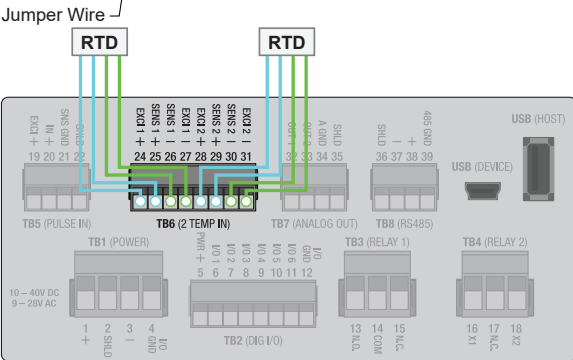 Jumper Wire
RTD RTD
EXCI + IN + SNS GND SHLD EXCI 1 + SENS 1 + SENS 1 — EXCI 1 — EXCI 2 + SENS 2 + SENS 2 — EXCI 2 — OUT 1 OUT 2 A GND SHLD SHLD — + 485 GND
19 20 21 22 24 25 26 27 28 29 30 31 32 33 34 35 36 37 38 39
USB (HOST)
USB (DEVICE)
TB5 (PULSE IN) TB6 (2 TEMP IN) TB7 (ANALOG OUT) TB8 (RS485)
TB1 (POWER) TB3 (RELAY 1) TB4 (RELAY 2)
PWR + I/O 1 I/O 2 I/O 3 I/O 4 I/O 5 I/O 6 I/O GND
5 6 7 8 9 10 11 12
10 – 40V DC
9 – 28V AC
1 2 3 4
+ SHLD — I/O GND
TB2 (DIG I/O)
13 14 15 16 17 18
N.O. COM N.C. X1 N.C. X2